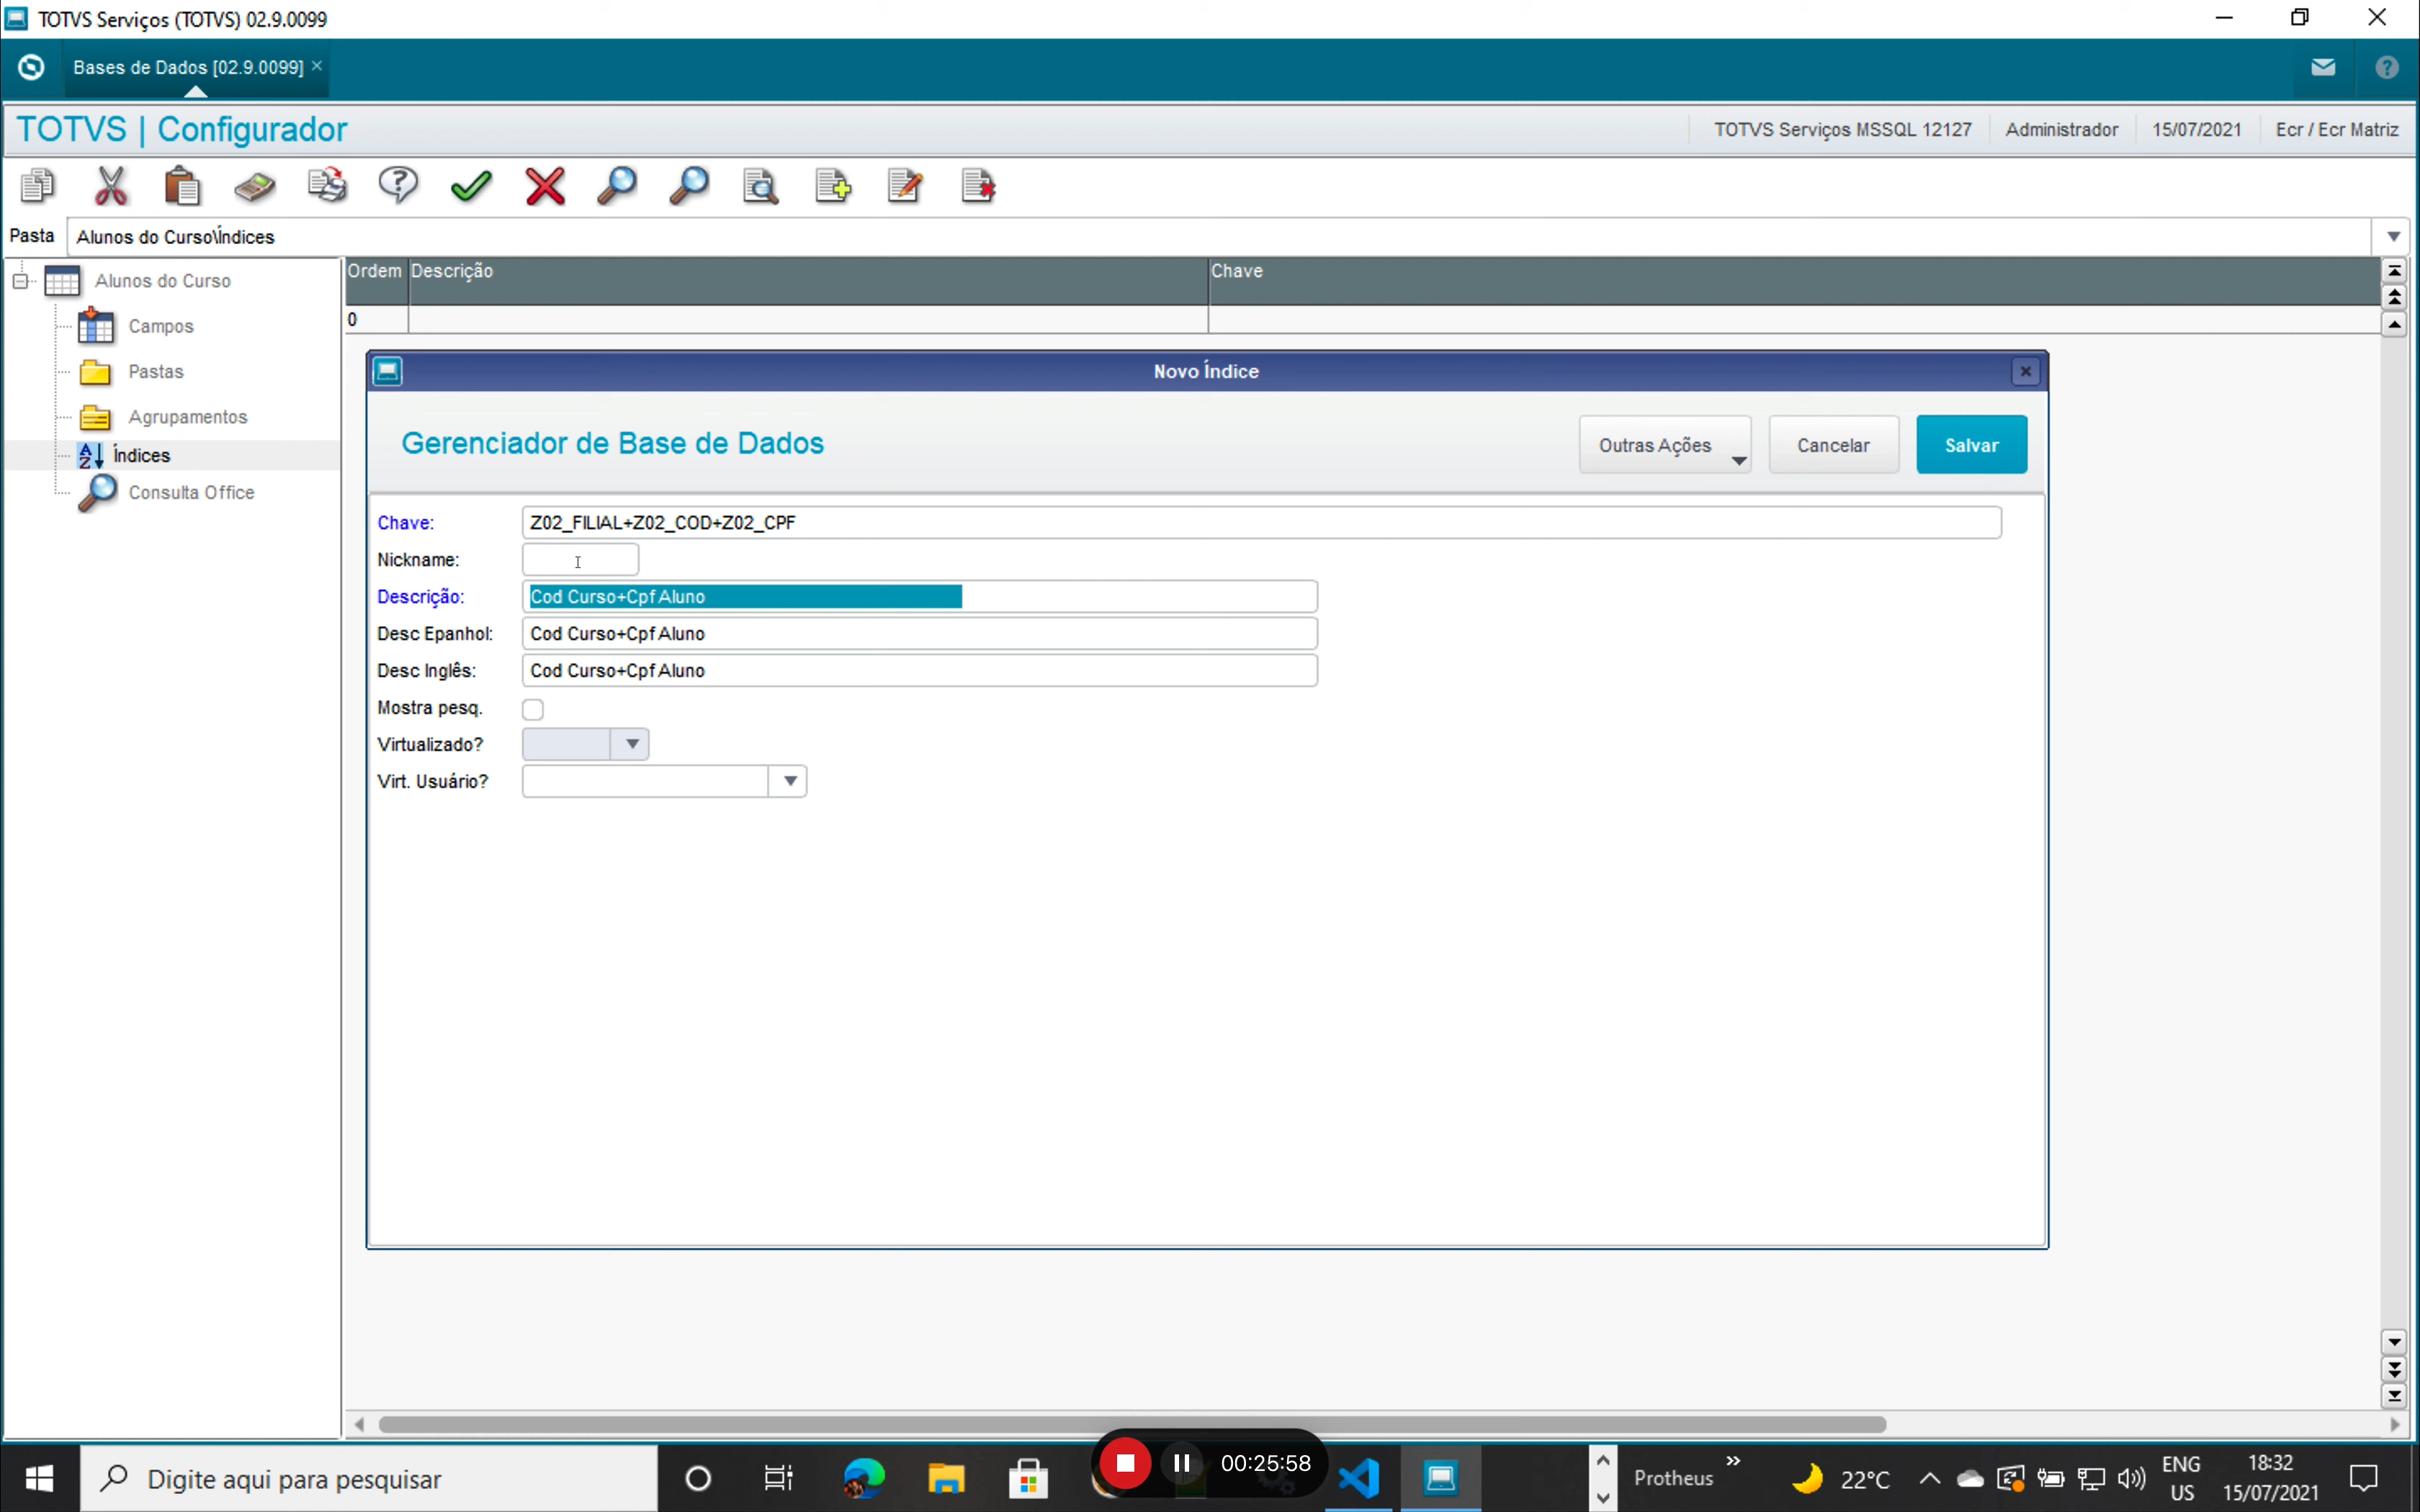 TOTVS Serviços (TOTVS) 02.9.0099
Bases de Dados [02.9.0099]
TOTVS | Configurador
TOTVS Serviços MSSQL 12127 Administrador 15/07/2021 Ecr / Ecr Matriz
Pasta Alunos do Curso\Índices
Alunos do Curso
Campos
Pastas
Agrupamentos
Índices
Consulta Office
Ordem Descrição Chave
0
Novo Índice
Gerenciador de Base de Dados
Outras Ações Cancelar Salvar
Chave: Z02_FILIAL+Z02_COD+Z02_CPF
Nickname:
Descrição: Cod Curso+Cpf Aluno
Desc Epanhol: Cod Curso+Cpf Aluno
Desc Inglês: Cod Curso+Cpf Aluno
Mostra pesq.
Virtualizado?
Virt. Usuário?
Digite aqui para pesquisar
00:25:58
Protheus
22°C
ENG
US
18:32
15/07/2021